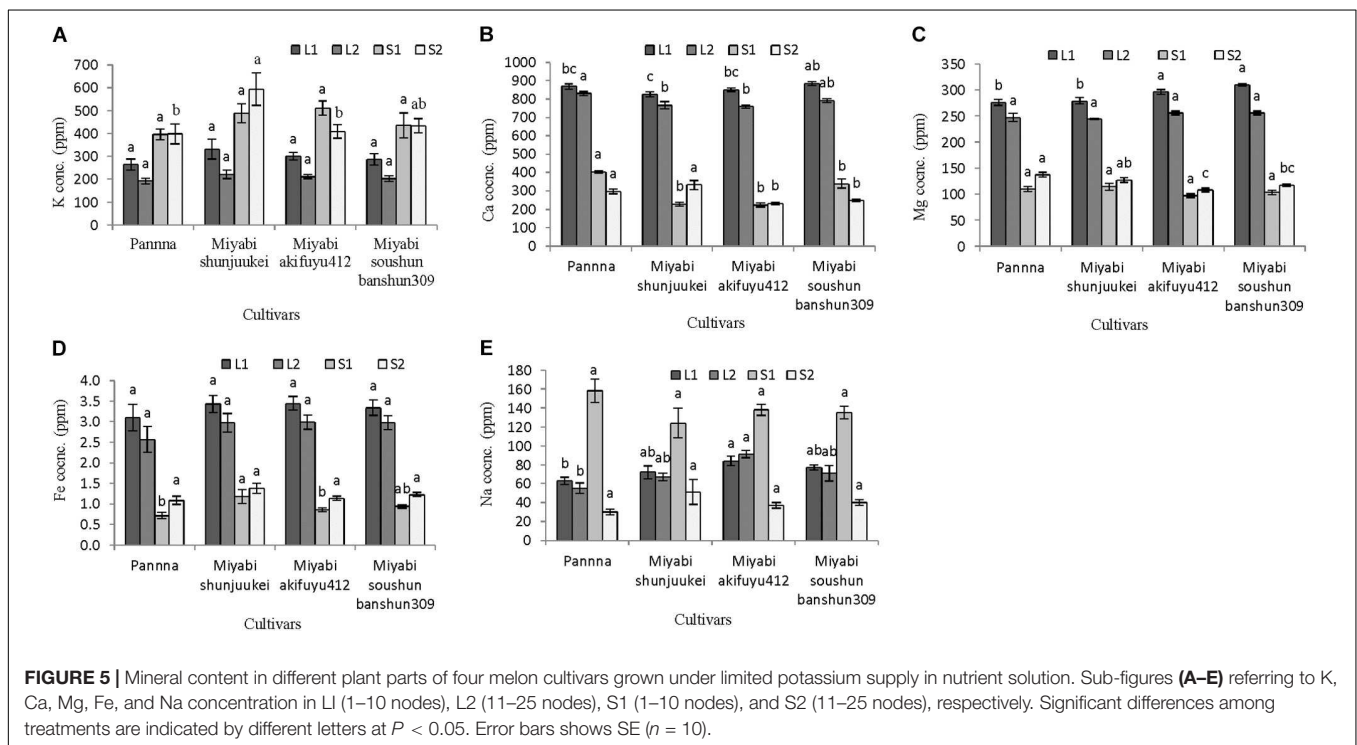 A
L1 L2 S1 S2
K conc. (ppm)
700
600
500
400
300
200
100
0
a a a b
a a a a
a a a b
a a a ab
Pannna
Miyabi shunjuukei
Miyabi akifuyu412
Miyabi soushun banshun309
Cultivars
B
L1 L2 S1 S2
Ca cocnc. (ppm)
1000
900
800
700
600
500
400
300
200
100
0
bc a a a
c b b a
bc b b b
ab ab b b
Pannna
Miyabi shunjuukei
Miyabi akifuyu412
Miyabi soushun banshun309
Cultivars
C
L1 L2 S1 S2
Mg cocnc. (ppm)
350
300
250
200
150
100
50
0
b a a a
b a a ab
a a a c
a a a bc
Pannna
Miyabi shunjuukei
Miyabi akifuyu412
Miyabi soushun banshun309
Cultivars
D
L1 L2 S1 S2
Fe cocnc. (ppm)
4.0
3.5
3.0
2.5
2.0
1.5
1.0
0.5
0.0
a a b a
a a a a
a a b a
a a ab a
Pannna
Miyabi shunjuukei
Miyabi akifuyu412
Miyabi soushun banshun309
Cultivars
E
L1 L2 S1 S2
Na cocnc. (ppm)
180
160
140
120
100
80
60
40
20
0
b b a a
ab ab a a
a a a a
ab ab a a
Pannna
Miyabi shunjuukei
Miyabi akifuyu412
Miyabi soushun banshun309
Cultivars
FIGURE 5 | Mineral content in different plant parts of four melon cultivars grown under limited potassium supply in nutrient solution. Sub-figures (A–E) referring to K,
Ca, Mg, Fe, and Na concentration in LI (1–10 nodes), L2 (11–25 nodes), S1 (1–10 nodes), and S2 (11–25 nodes), respectively. Significant differences among
treatments are indicated by different letters at P < 0.05. Error bars shows SE (n = 10).